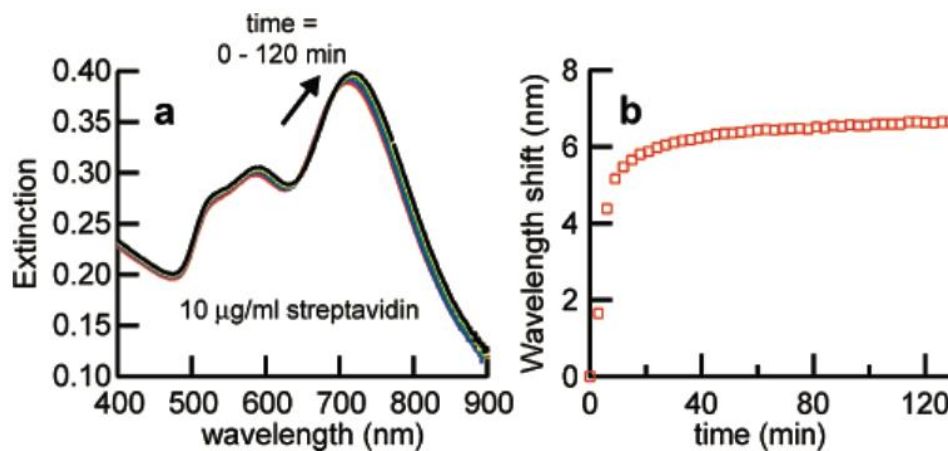 time =
0 - 120 min
a
0.40
0.35
0.30
0.25
0.20
0.15
0.10
Extinction
10 µg/ml streptavidin
400 500 600 700 800 900
wavelength (nm)
b
8
6
4
2
0
Wavelength shift (nm)
0 40 80 120
time (min)